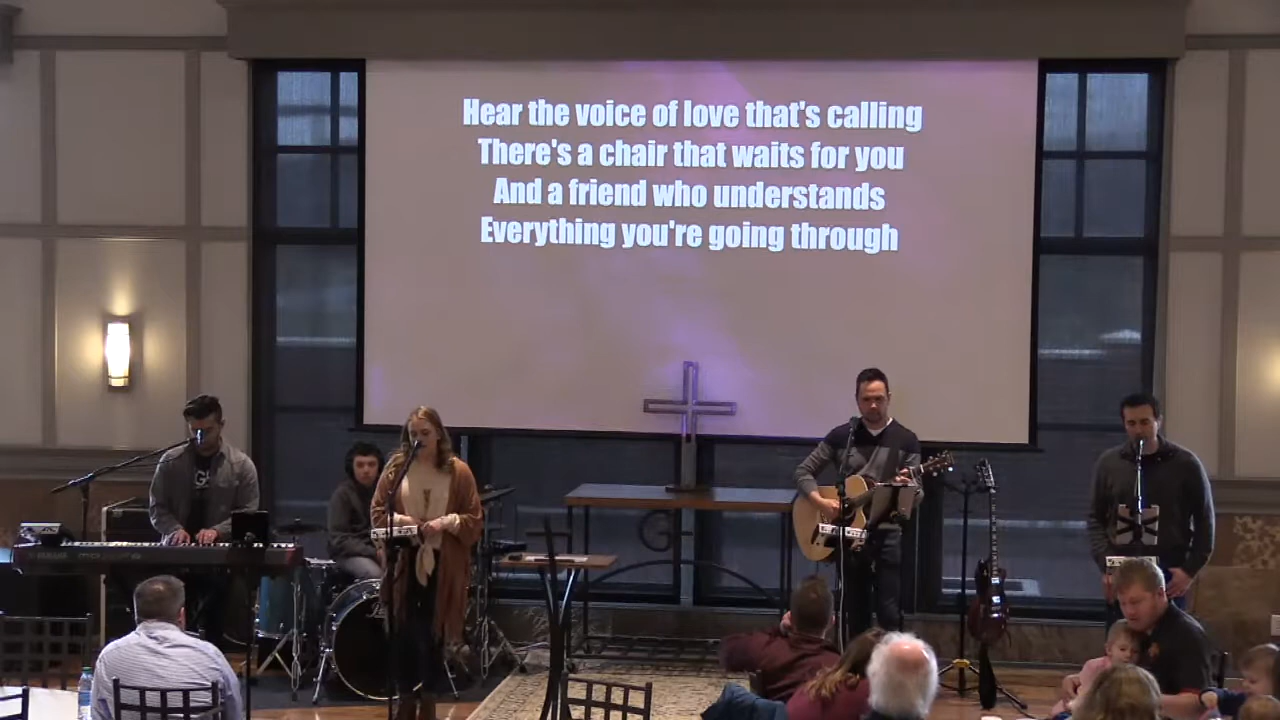 Hear the voice of love that's calling
There's a chair that waits for you
And a friend who understands
Everything you're going through
YAMAHA